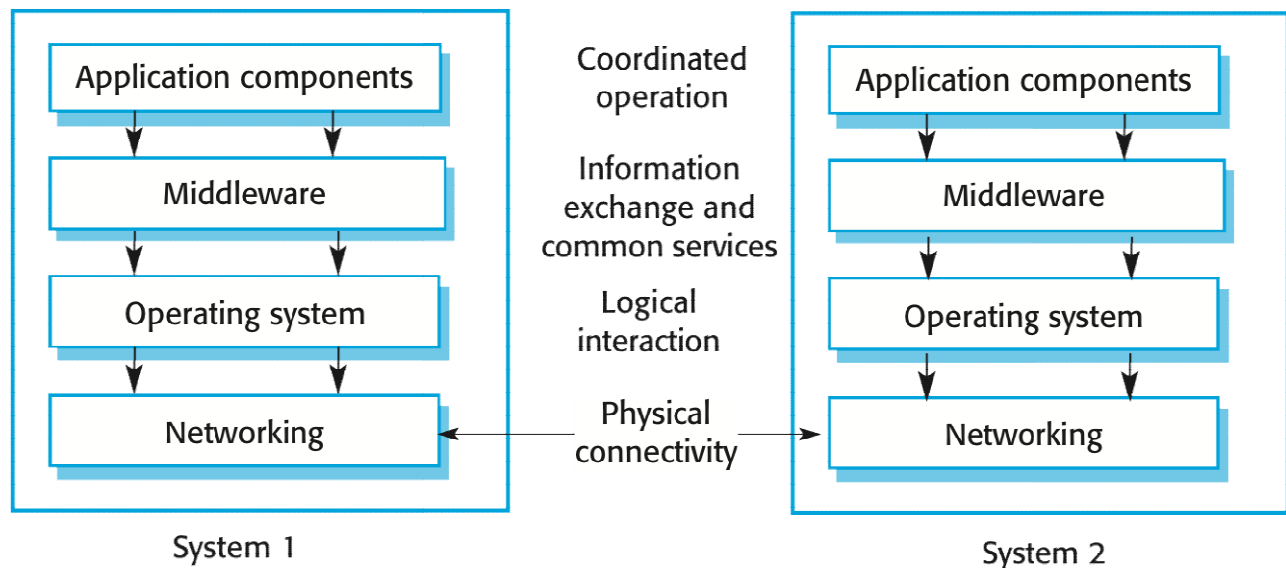 Application components
Middleware
Operating system
Networking
System 1
Coordinated
operation
Information
exchange and
common services
Logical
interaction
Physical
connectivity
Application components
Middleware
Operating system
Networking
System 2